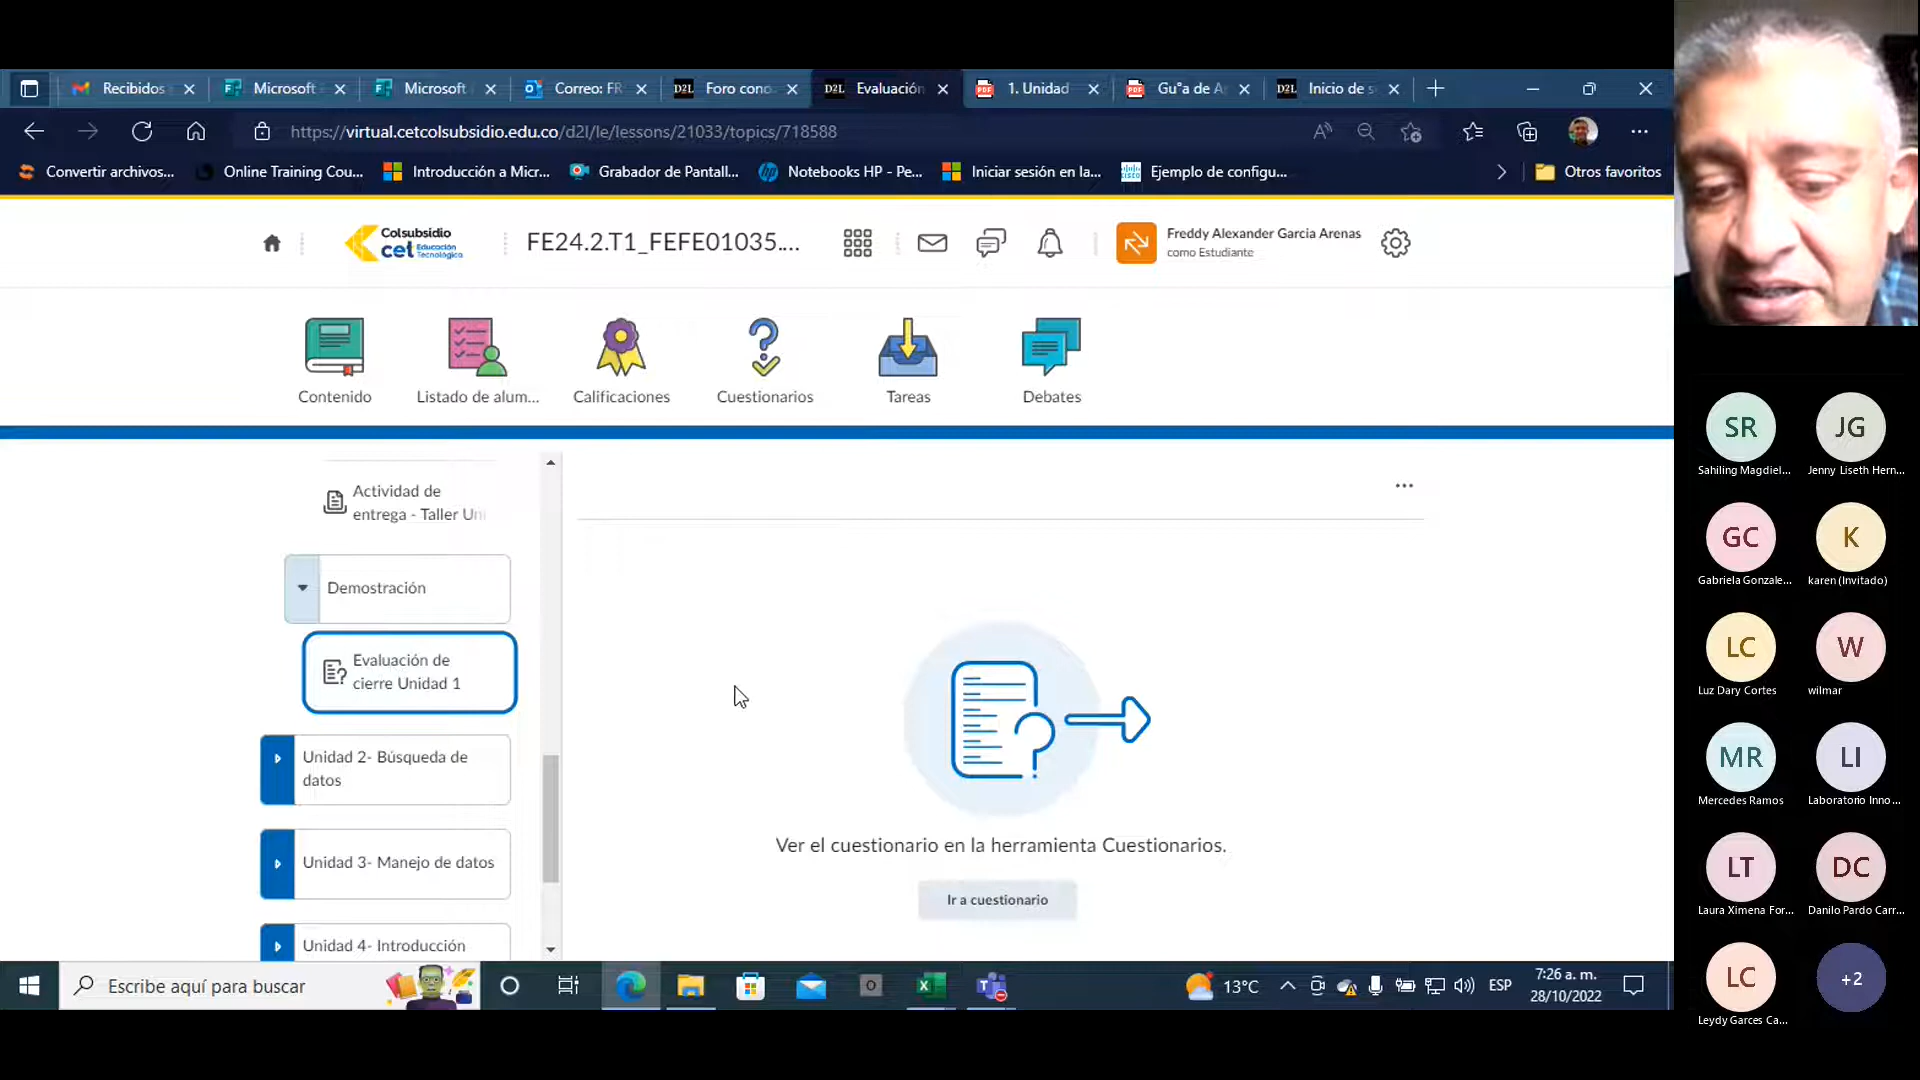 Recibidos
Microsoft
Microsoft
Correo: FR
Foro cono
Evaluación
1. Unidad
Gu°a de A
Inicio de s
https://virtual.cetcolsubsidio.edu.co/d2l/le/lessons/21033/topics/718588
Convertir archivos...
Online Training Cou...
Introducción a Micr...
Grabador de Pantall...
Notebooks HP - Pe...
Iniciar sesión en la...
Ejemplo de configu...
Otros favoritos
Colsubsidio
cet Educación
Tecnológica
FE24.2.T1_FEFE01035....
Freddy Alexander Garcia Arenas
como Estudiante
Contenido
Listado de alum...
Calificaciones
Cuestionarios
Tareas
Debates
Actividad de
entrega - Taller Uni
Demostración
Evaluación de
cierre Unidad 1
Unidad 2- Búsqueda de
datos
Unidad 3- Manejo de datos
Unidad 4- Introducción
Ver el cuestionario en la herramienta Cuestionarios.
Ir a cuestionario
Escribe aquí para buscar
13°C
ESP
7:26 a. m.
28/10/2022
SR
Sahiling Magdiel...
JG
Jenny Liseth Hern...
GC
Gabriela Gonzale...
K
karen (Invitado)
LC
Luz Dary Cortes
W
wilmar
MR
Mercedes Ramos
LI
Laboratorio Inno...
LT
Laura Ximena For...
DC
Danilo Pardo Carr...
LC
Leydy Garces Ca...
+2